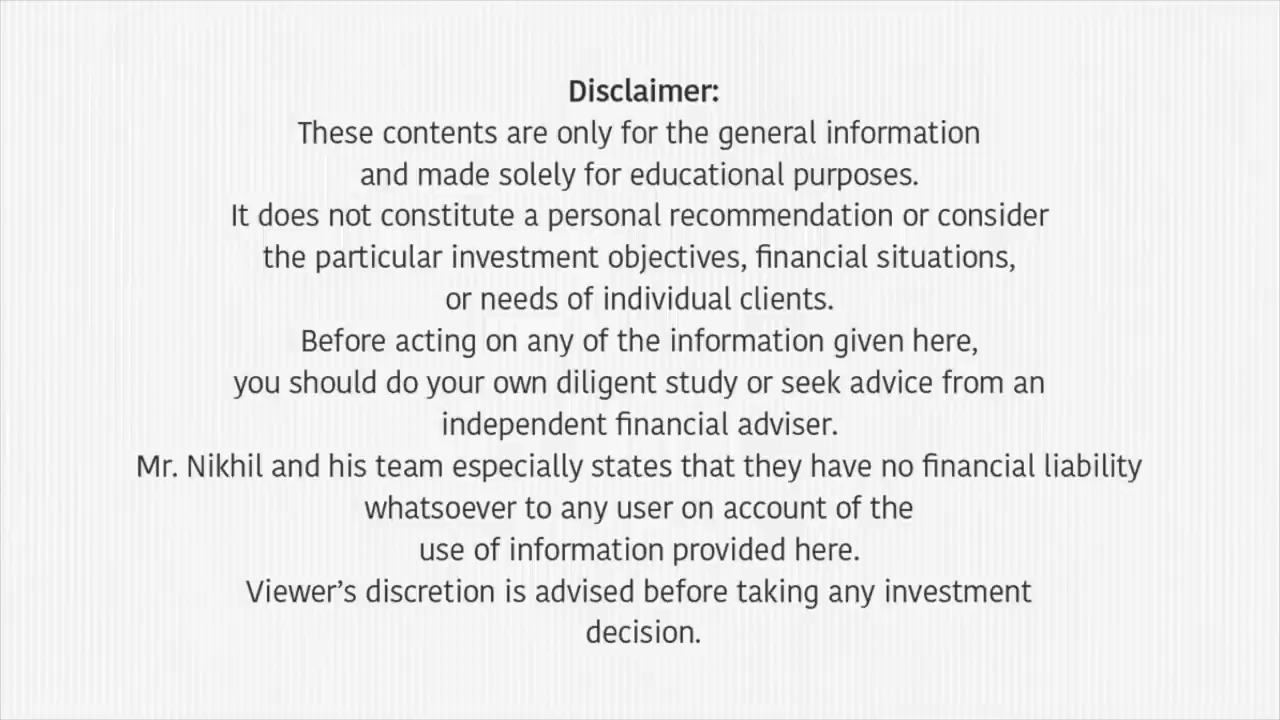 Disclaimer:
These contents are only for the general information
and made solely for educational purposes.
It does not constitute a personal recommendation or consider
the particular investment objectives, financial situations,
or needs of individual clients.
Before acting on any of the information given here,
you should do your own diligent study or seek advice from an
independent financial adviser.
Mr. Nikhil and his team especially states that they have no financial liability
whatsoever to any user on account of the
use of information provided here.
Viewer’s discretion is advised before taking any investment
decision.